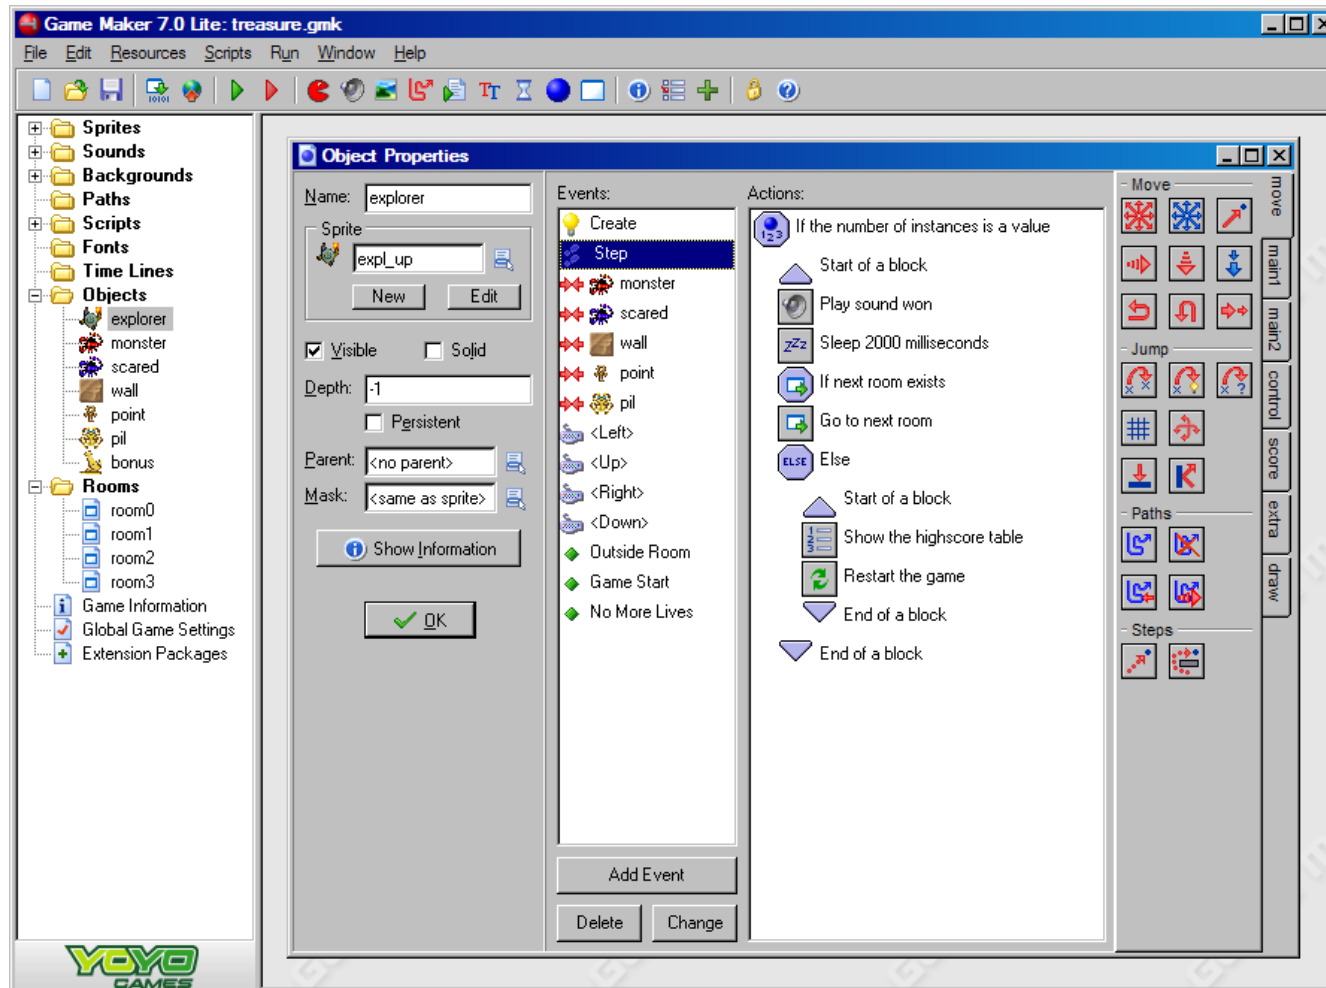 Game Maker 7.0 Lite: treasure.gmk
File Edit Resources Scripts Run Window Help
Sprites
Sounds
Backgrounds
Paths
Scripts
Fonts
Time Lines
Objects
explorer
monster
scared
wall
point
pil
bonus
Rooms
room0
room1
room2
room3
Game Information
Global Game Settings
Extension Packages
YOYO
GAMES
Object Properties
Name: explorer
Sprite
expl_up
New Edit
Visible Solid
Depth: -1
Persistent
Parent: <no parent>
Mask: <same as sprite>
Show Information
OK
Events:
Create
Step
monster
scared
wall
point
pil
<Left>
<Up>
<Right>
<Down>
Outside Room
Game Start
No More Lives
Add Event
Delete Change
Actions:
If the number of instances is a value
Start of a block
Play sound won
Sleep 2000 milliseconds
If next room exists
Go to next room
ELSE Else
Start of a block
Show the highscore table
Restart the game
End of a block
End of a block
Move
Jump
Paths
Steps
move
main1
main2
control
score
extra
draw